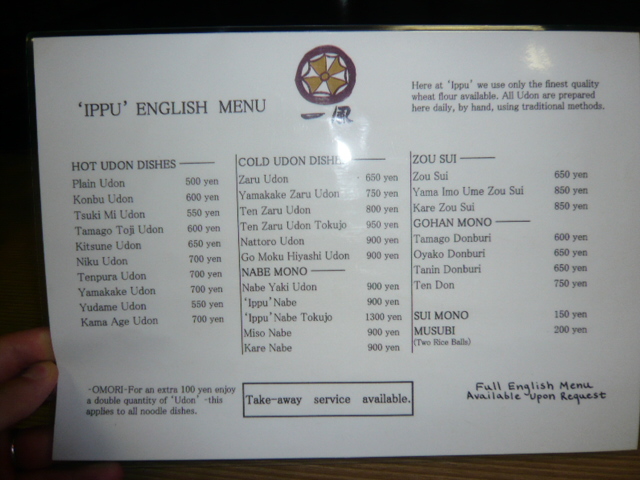 'IPPU' ENGLISH MENU
一風
Here at 'Ippu' we use only the finest quality
wheat flour available. All Udon are prepared
here daily, by hand, using traditional methods.
HOT UDON DISHES
Plain Udon 500 yen
Konbu Udon 600 yen
Tsuki Mi Udon 550 yen
Tamago Toji Udon 600 yen
Kitsune Udon 650 yen
Niku Udon 700 yen
Tenpura Udon 700 yen
Yamakake Udon 700 yen
Yudame Udon 550 yen
Kama Age Udon 700 yen
COLD UDON DISHES
Zaru Udon 650 yen
Yamakake Zaru Udon 750 yen
Ten Zaru Udon 800 yen
Ten Zaru Udon Tokujo 950 yen
Nattoro Udon 900 yen
Go Moku Hiyashi Udon 900 yen
NABE MONO
Nabe Yaki Udon 900 yen
'Ippu'Nabe 900 yen
'Ippu'Nabe Tokujo 1300 yen
Miso Nabe 900 yen
Kare Nabe 900 yen
ZOU SUI
Zou Sui 650 yen
Yama Imo Ume Zou Sui 850 yen
Kare Zou Sui 850 yen
GOHAN MONO
Tamago Donburi 600 yen
Oyako Donburi 650 yen
Tanin Donburi 650 yen
Ten Don 750 yen
SUI MONO 150 yen
MUSUBI 200 yen
(Two Rice Balls)
-OMORI-For an extra 100 yen enjoy
a double quantity of 'Udon' -this
applies to all noodle dishes.
Take-away service available.
Full English Menu
Available Upon Request